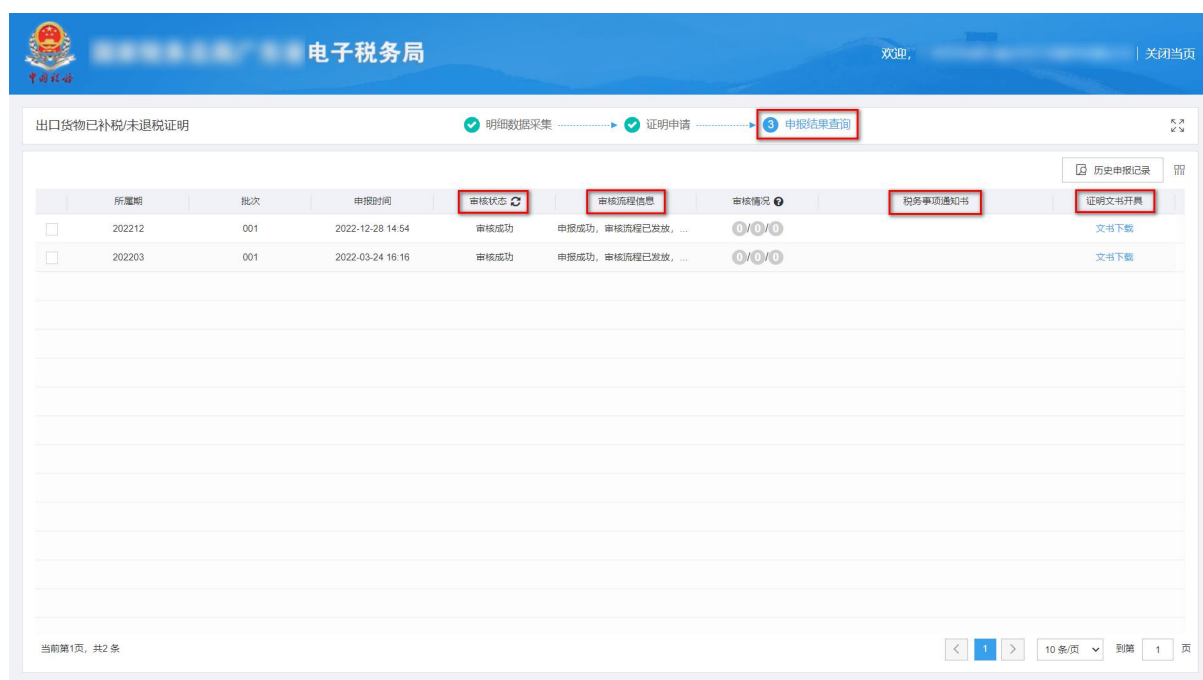 中国税务
电子税务局
欢迎,
关闭当页
出口货物已补税/未退税证明
明细数据采集
证明申请
3 申报结果查询
历史申报记录
所属期 批次 申报时间 审核状态 审核流程信息 审核情况 税务事项通知书 证明文书开具
202212 001 2022-12-28 14:54 审核成功 申报成功，审核流程已发放，... 0/0/0 文书下载
202203 001 2022-03-24 16:16 审核成功 申报成功，审核流程已发放，... 0/0/0 文书下载
当前第1页，共2 条
< 1 > 10 条/页 到第 1 页